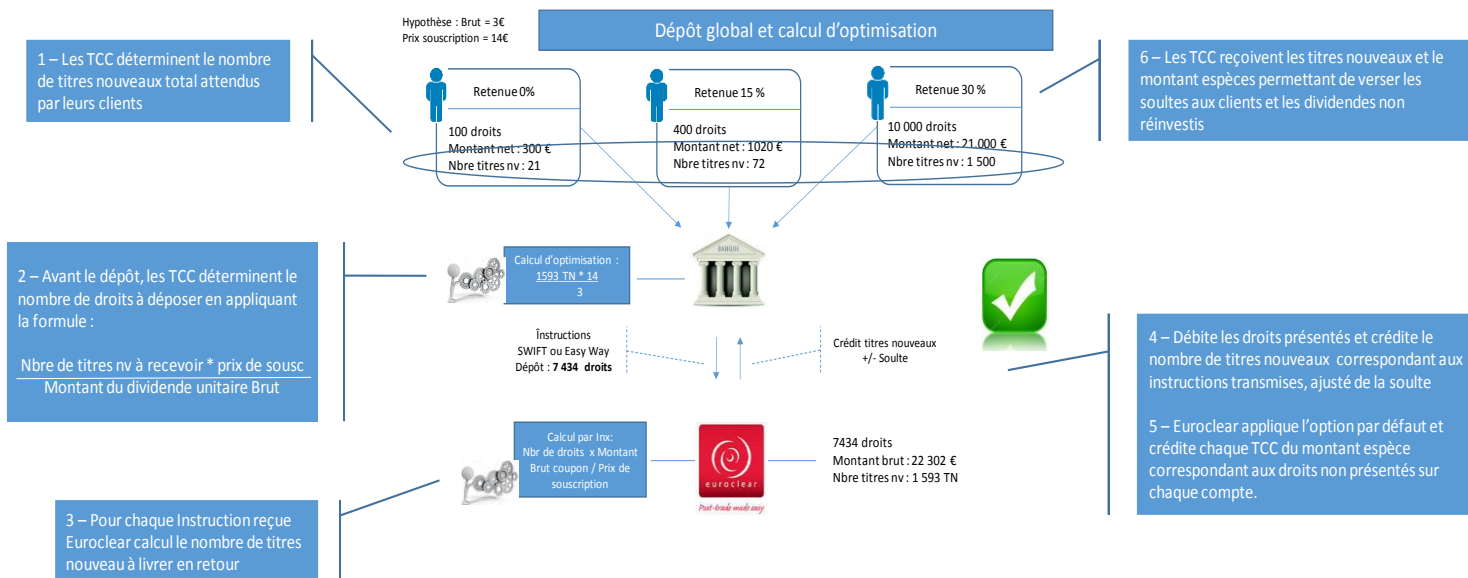 Hypothèse : Brut = 3€
Prix souscription = 14€
Dépôt global et calcul d'optimisation
1 – Les TCC déterminent le nombre
de titres nouveaux total attendus
par leurs clients
Retenue 0%
100 droits
Montant net : 300 €
Nbre titres nv : 21
Retenue 15 %
400 droits
Montant net : 1020 €
Nbre titres nv : 72
Retenue 30 %
10 000 droits
Montant net : 21.000 €
Nbre titres nv : 1 500
6 – Les TCC reçoivent les titres nouveaux et le
montant espèces permettant de verser les
soultes aux clients et les dividendes non
réinvestis
2 – Avant le dépôt, les TCC déterminent le
nombre de droits à déposer en appliquant
la formule :
Nbre de titres nv à recevoir * prix de sousc
Montant du dividende unitaire Brut
Calcul d'optimisation :
1593 TN * 14
3
BANQUE
Înstructions
SWIFT ou Easy Way
Dépôt : 7 434 droits
Crédit titres nouveaux
+/- Soulte
4 – Débite les droits présentés et crédite le
nombre de titres nouveaux correspondant aux
instructions transmises, ajusté de la soulte
5 – Euroclear applique l'option par défaut et
crédite chaque TCC du montant espèce
correspondant aux droits non présentés sur
chaque compte.
Calcul par Inx:
Nbr de droits x Montant
Brut coupon / Prix de
souscription
euroclear
Post-trade made easy
7434 droits
Montant brut : 22 302 €
Nbre titres nv : 1 593 TN
3 – Pour chaque Instruction reçue
Euroclear calcul le nombre de titres
nouveau à livrer en retour